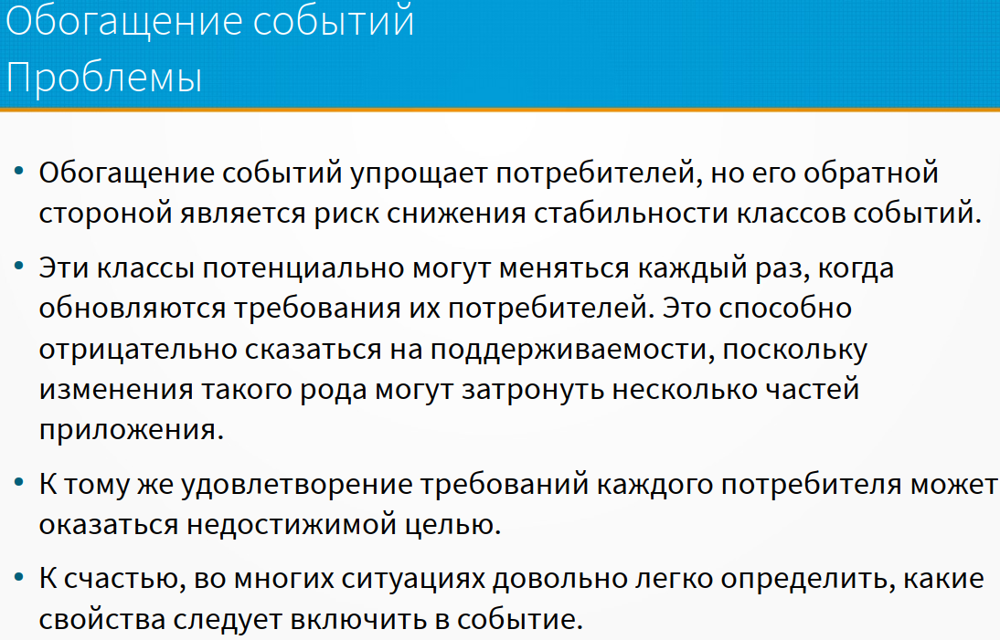 Обогащение событий
Проблемы
• Обогащение событий упрощает потребителей, но его обратной
стороной является риск снижения стабильности классов событий.
• Эти классы потенциально могут меняться каждый раз, когда
обновляются требования их потребителей. Это способно
отрицательно сказаться на поддерживаемости, поскольку
изменения такого рода могут затронуть несколько частей
приложения.
• К тому же удовлетворение требований каждого потребителя может
оказаться недостижимой целью.
• К счастью, во многих ситуациях довольно легко определить, какие
свойства следует включить в событие.